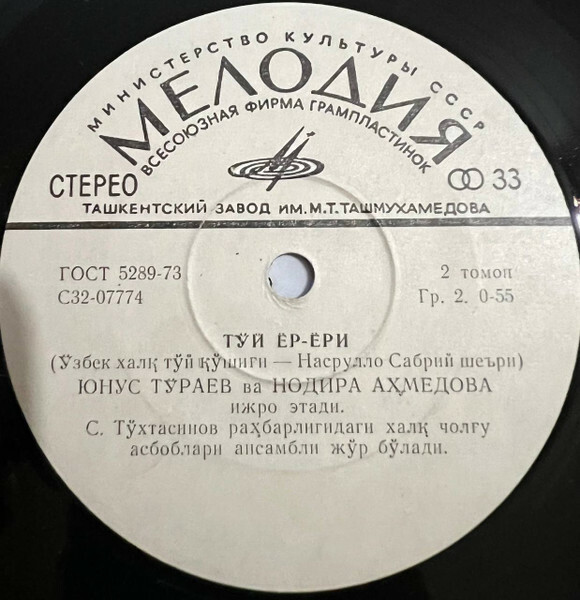 МИНИСТЕРСТВО КУЛЬТУРЫ СССР
МЕЛОДИЯ
ВСЕСОЮЗНАЯ ФИРМА ГРАМПЛАСТИНОК
СТЕРЕО
33
ТАШКЕНТСКИЙ ЗАВОД ИМ. М.Т. ТАШМУХАМЕДОВА
ГОСТ 5289-73
2 томон
С32-07774
Гр. 2. 0-55
ТЎЙ ЁР-ЁРИ
(Ўзбек халқ тўй қўшиғи — Насрулло Сабрий шеъри)
ЮНУС ТЎРАЕВ ва НОДИРА АҲМЕДОВА
ижро этади.
С. Тўхтасинов раҳбарлигидаги халқ чолғу
асбоблари ансамбли жўр бўлади.